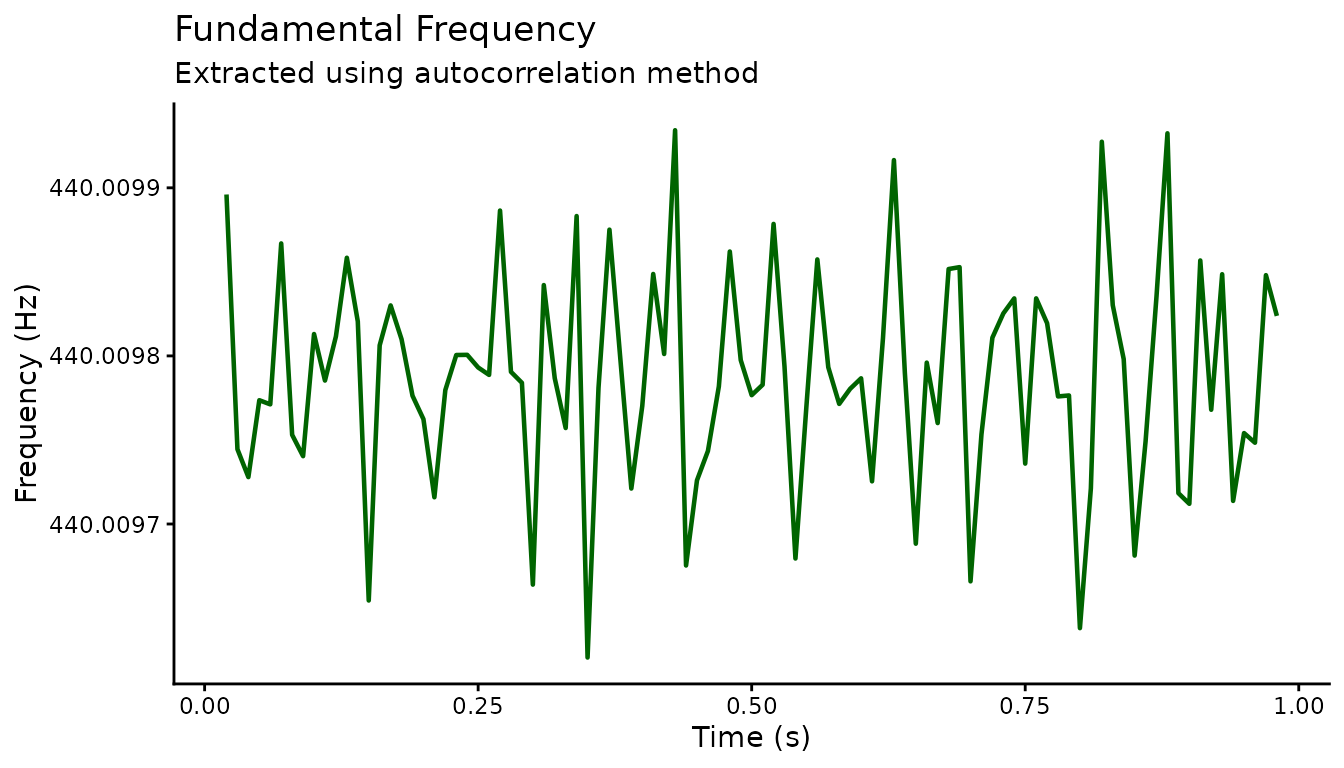 Fundamental Frequency
Extracted using autocorrelation method
Frequency (Hz)
440.0099
440.0098
440.0097
0.00 0.25 0.50 0.75 1.00
Time (s)